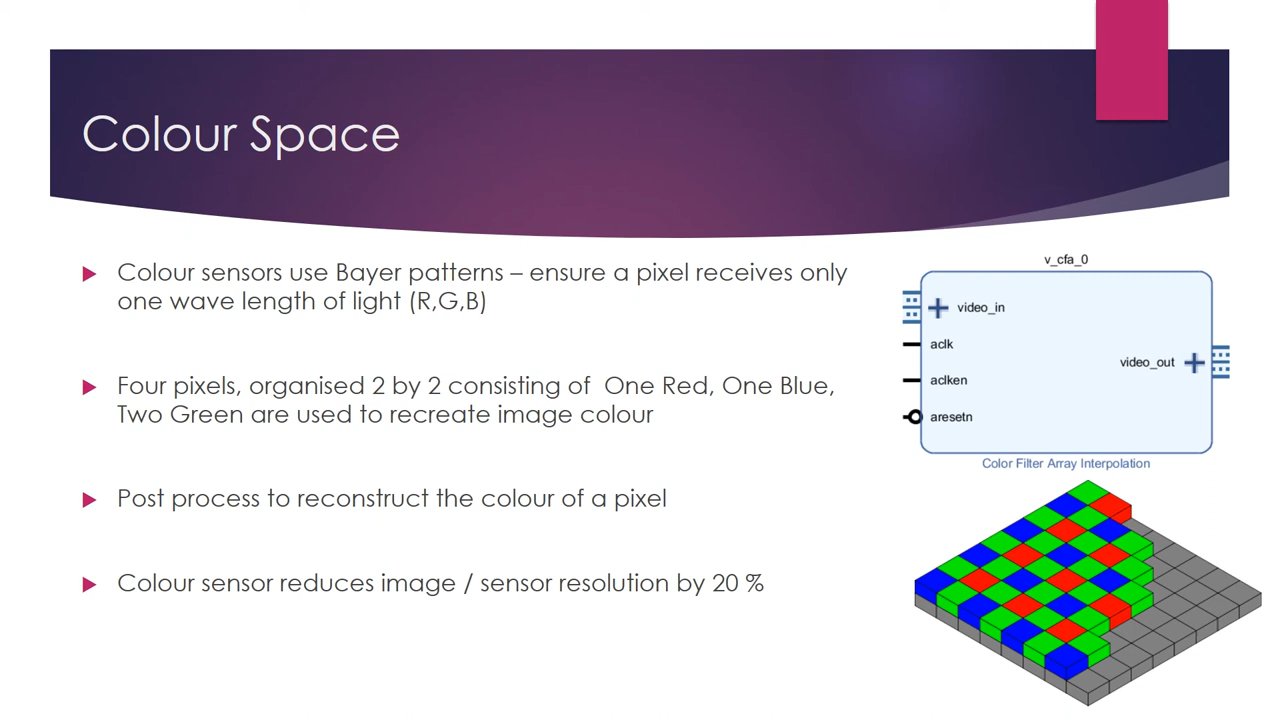 Colour Space
Colour sensors use Bayer patterns – ensure a pixel receives only
one wave length of light (R,G,B)
Four pixels, organised 2 by 2 consisting of  One Red, One Blue,
Two Green are used to recreate image colour
Post process to reconstruct the colour of a pixel
Colour sensor reduces image / sensor resolution by 20 %
v_cfa_0
video_in
aclk
video_out
aclken
aresetn
Color Filter Array Interpolation